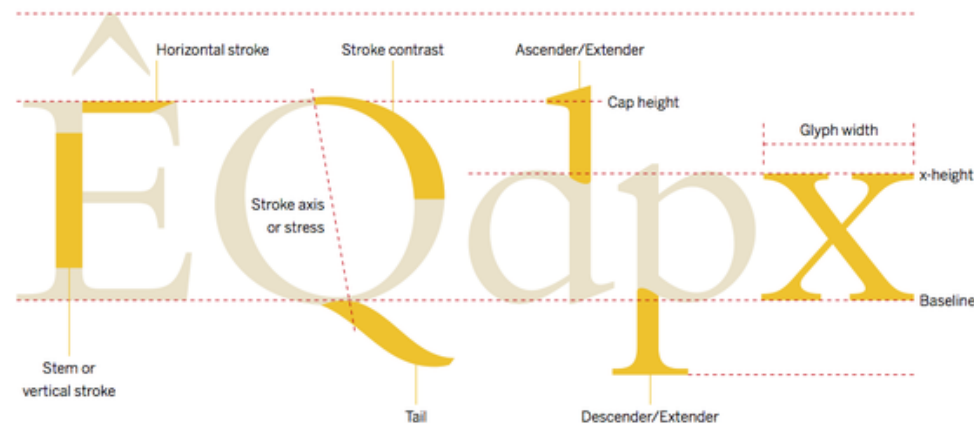 Horizontal stroke
Stroke contrast
Ascender/Extender
Cap height
Glyph width
x-height
Stroke axis
or stress
ÊQdpx
Baseline
Stem or
vertical stroke
Tail
Descender/Extender